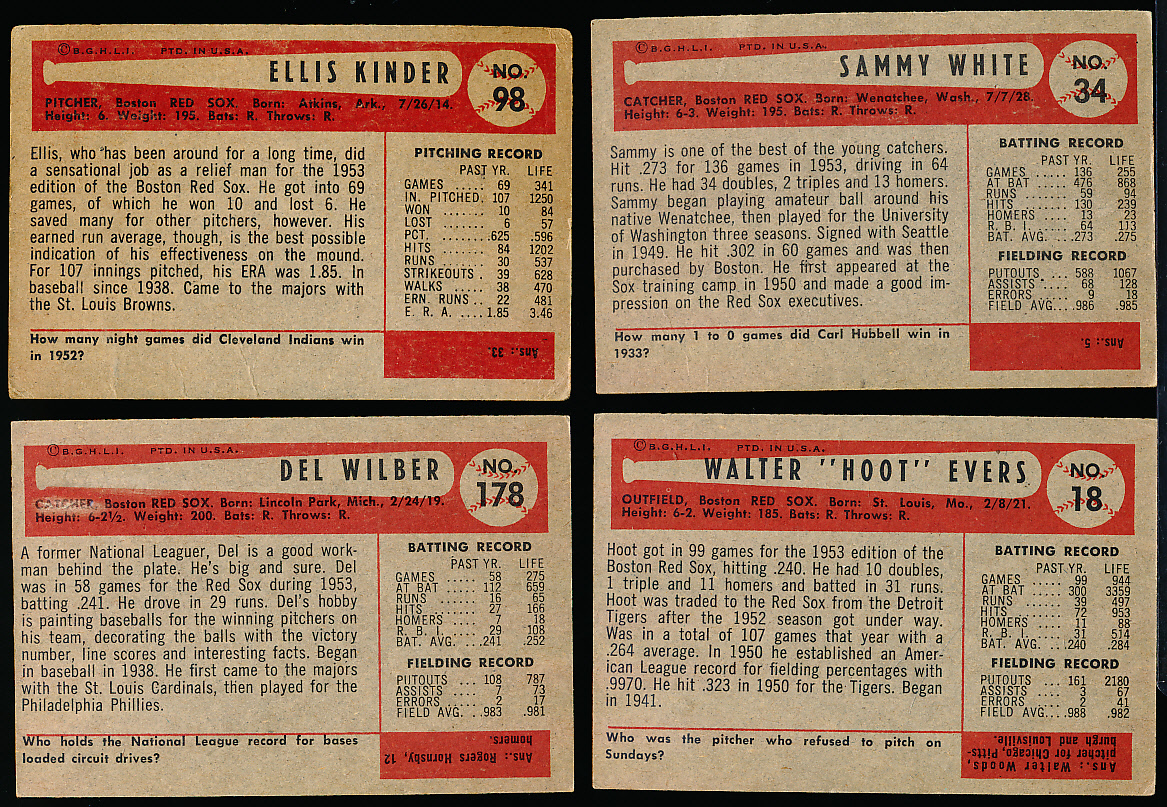 ©B.G.H.L.I. PTD. IN U.S.A.
ELLIS KINDER
NO.
98
PITCHER, Boston RED SOX. Born: Atkins, Ark., 7/26/14.
Height: 6. Weight: 195. Bats: R. Throws: R.
Ellis, who has been around for a long time, did
a sensational job as a relief man for the 1953
edition of the Boston Red Sox. He got into 69
games, of which he won 10 and lost 6. He
saved many for other pitchers, however. His
earned run average, though, is the best possible
indication of his effectiveness on the mound.
For 107 innings pitched, his ERA was 1.85. In
baseball since 1938. Came to the majors with
the St. Louis Browns.
PITCHING RECORD
PAST YR. LIFE
GAMES ..... 69 341
IN. PITCHED. 107 1250
WON ....... 10 84
LOST ....... 6 57
PCT. ........625 .596
HITS ...... 84 1202
RUNS ...... 30 537
STRIKEOUTS . 39 628
WALKS ..... 38 470
ERN. RUNS .. 22 481
E. R. A. ....1.85 3.46
How many night games did Cleveland Indians win
in 1952?
Ans.: 33.
©B.G.H.L.I. PTD. IN U.S.A.
SAMMY WHITE
NO.
34
CATCHER, Boston RED SOX. Born: Wenatchee, Wash., 7/7/28.
Height: 6-3. Weight: 195. Bats: R. Throws: R.
Sammy is one of the best of the young catchers.
Hit .273 for 136 games in 1953, driving in 64
runs. He had 34 doubles, 2 triples and 13 homers.
Sammy began playing amateur ball around his
native Wenatchee, then played for the University
of Washington three seasons. Signed with Seattle
in 1949. He hit .302 in 60 games and was then
purchased by Boston. He first appeared at the
Sox training camp in 1950 and made a good im-
pression on the Red Sox executives.
BATTING RECORD
PAST YR. LIFE
GAMES ..... 136 255
AT BAT .... 476 868
RUNS ...... 59 94
HITS ...... 130 239
HOMERS .... 13 23
R. B. I. .... 64 113
BAT. AVG. ...273 .275
FIELDING RECORD
PUTOUTS ... 588 1067
ASSISTS .... 68 128
ERRORS .... 9 18
FIELD AVG....986 .985
How many 1 to 0 games did Carl Hubbell win in
1933?
Ans.: 5.
©B.G.H.L.I. PTD. IN U.S.A.
DEL WILBER
NO.
178
CATCHER, Boston RED SOX. Born: Lincoln Park, Mich., 2/24/19.
Height: 6-2½. Weight: 200. Bats: R. Throws: R.
A former National Leaguer, Del is a good work-
man behind the plate. He's big and sure. Del
was in 58 games for the Red Sox during 1953,
batting .241. He drove in 29 runs. Del's hobby
is painting baseballs for the winning pitchers on
his team, decorating the balls with the victory
number, line scores and interesting facts. Began
in baseball in 1938. He first came to the majors
with the St. Louis Cardinals, then played for the
Philadelphia Phillies.
BATTING RECORD
PAST YR. LIFE
GAMES ..... 58 275
AT BAT .... 112 659
RUNS ...... 16 65
HITS ...... 27 166
HOMERS .... 7 18
R. B. I. .... 29 108
BAT. AVG. ...241 .252
FIELDING RECORD
PUTOUTS ... 108 787
ASSISTS .... 7 73
ERRORS .... 2 17
FIELD AVG. ..983 .981
Who holds the National League record for bases
loaded circuit drives?
Ans.: Rogers Hornsby, 12
homers.
©B.G.H.L.I. PTD. IN U.S.A.
WALTER "HOOT" EVERS
NO.
18
OUTFIELD, Boston RED SOX. Born: St. Louis, Mo., 2/8/21.
Height: 6-2. Weight: 185. Bats: R. Throws: R.
Hoot got in 99 games for the 1953 edition of the
Boston Red Sox, hitting .240. He had 10 doubles,
1 triple and 11 homers and batted in 31 runs.
Hoot was traded to the Red Sox from the Detroit
Tigers after the 1952 season got under way.
Was in a total of 107 games that year with a
.264 average. In 1950 he established an Amer-
ican League record for fielding percentages with
.9970. He hit .323 in 1950 for the Tigers. Began
in 1941.
BATTING RECORD
PAST YR. LIFE
GAMES ..... 99 944
AT BAT .... 300 3359
RUNS ...... 39 497
HITS ...... 72 953
HOMERS .... 11 88
R. B. I. .... 31 514
BAT. AVG. ...240 .284
FIELDING RECORD
PUTOUTS ... 161 2180
ASSISTS .... 3 67
ERRORS .... 2 41
FIELD AVG....988 .982
Who was the pitcher who refused to pitch on
Sundays?
Ans.: Walter Woods,
pitcher for Chicago, Pitts-
burgh and Louisville.